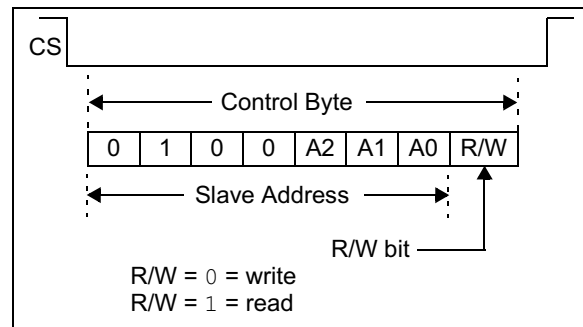 CS
Control Byte
0 1 0 0 A2 A1 A0 R/W
Slave Address
R/W bit
R/W = 0 = write
R/W = 1 = read